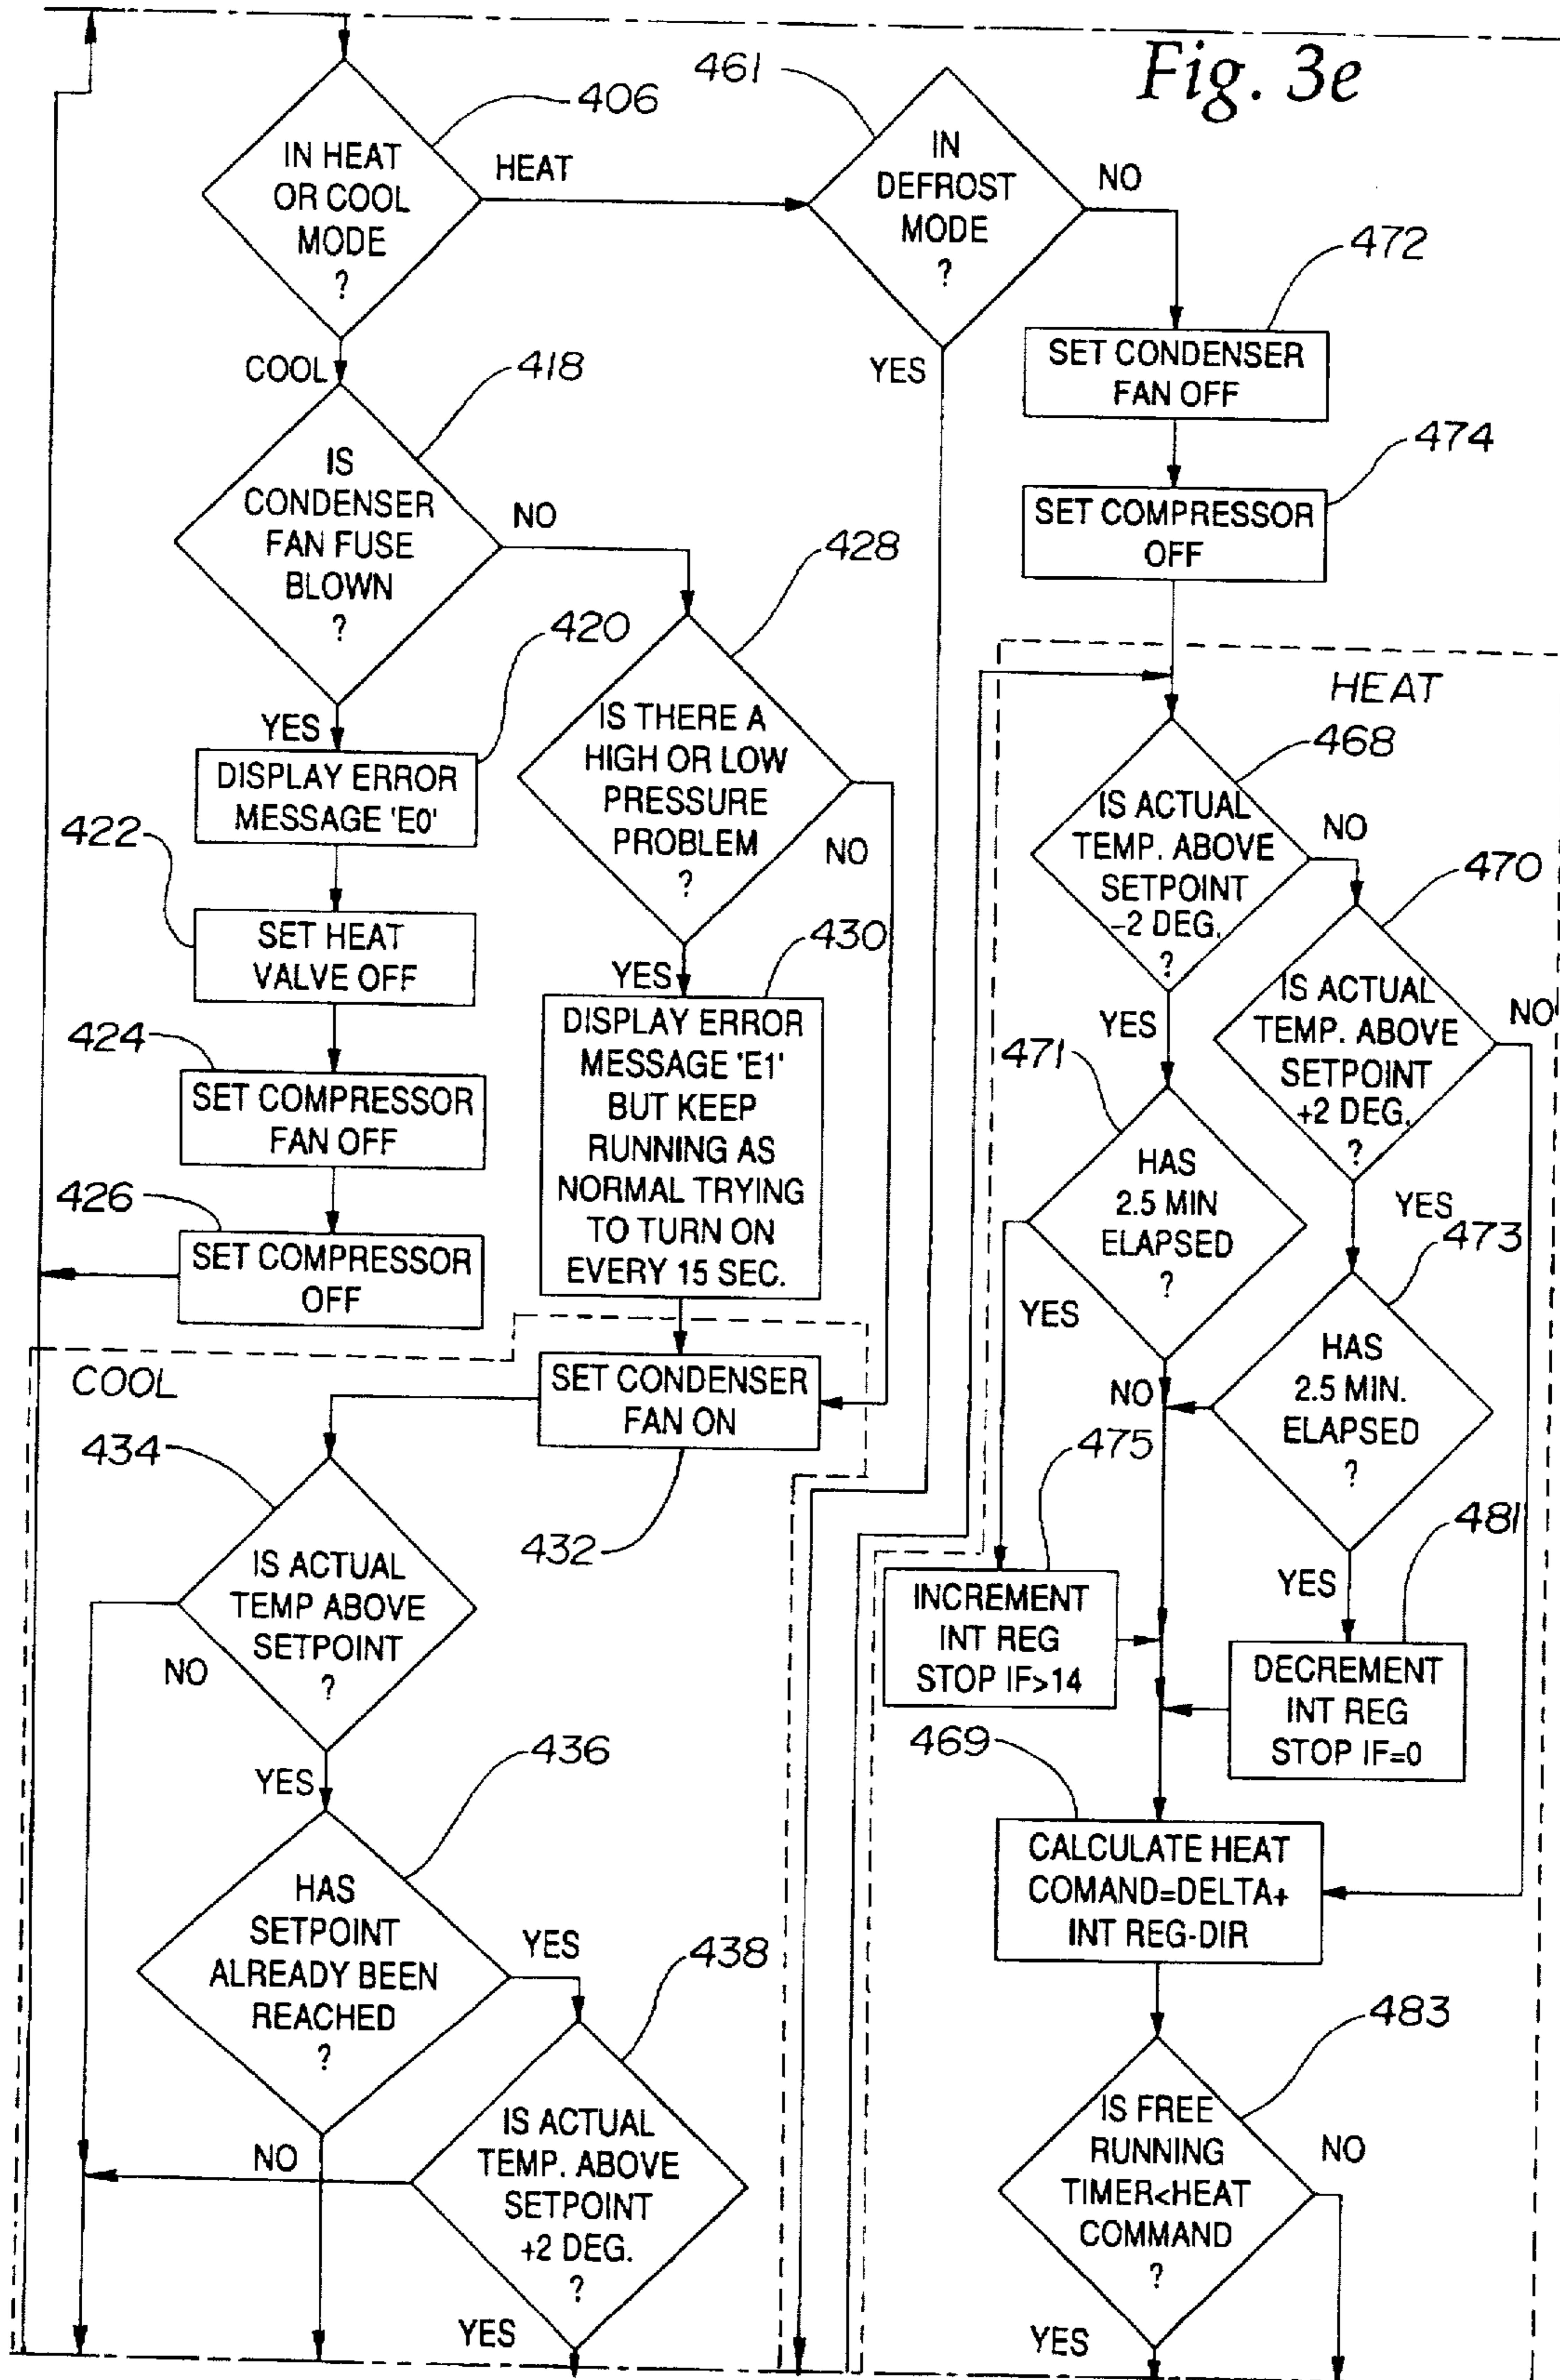 Fig. 3e
406
IN HEAT
OR COOL
MODE
?
HEAT
COOL
461
IN
DEFROST
MODE
?
NO
YES
472
SET CONDENSER
FAN OFF
474
SET COMPRESSOR
OFF
418
IS
CONDENSER
FAN FUSE
BLOWN
?
NO
YES
420
DISPLAY ERROR
MESSAGE 'E0'
422
SET HEAT
VALVE OFF
424
SET COMPRESSOR
FAN OFF
426
SET COMPRESSOR
OFF
428
IS THERE A
HIGH OR LOW
PRESSURE
PROBLEM
?
NO
YES
430
DISPLAY ERROR
MESSAGE 'E1'
BUT KEEP
RUNNING AS
NORMAL TRYING
TO TURN ON
EVERY 15 SEC.
COOL
SET CONDENSER
FAN ON
432
434
IS ACTUAL
TEMP ABOVE
SETPOINT
?
NO
YES
436
HAS
SETPOINT
ALREADY BEEN
REACHED
?
YES
NO
438
IS ACTUAL
TEMP. ABOVE
SETPOINT
+2 DEG.
?
YES
HEAT
468
IS ACTUAL
TEMP. ABOVE
SETPOINT
-2 DEG.
?
NO
YES
470
IS ACTUAL
TEMP. ABOVE
SETPOINT
+2 DEG.
?
NO
YES
471
HAS
2.5 MIN
ELAPSED
?
YES
NO
473
HAS
2.5 MIN.
ELAPSED
?
YES
475
INCREMENT
INT REG
STOP IF>14
481
DECREMENT
INT REG
STOP IF=0
469
CALCULATE HEAT
COMAND=DELTA+
INT REG-DIR
483
IS FREE
RUNNING
TIMER<HEAT
COMMAND
?
NO
YES